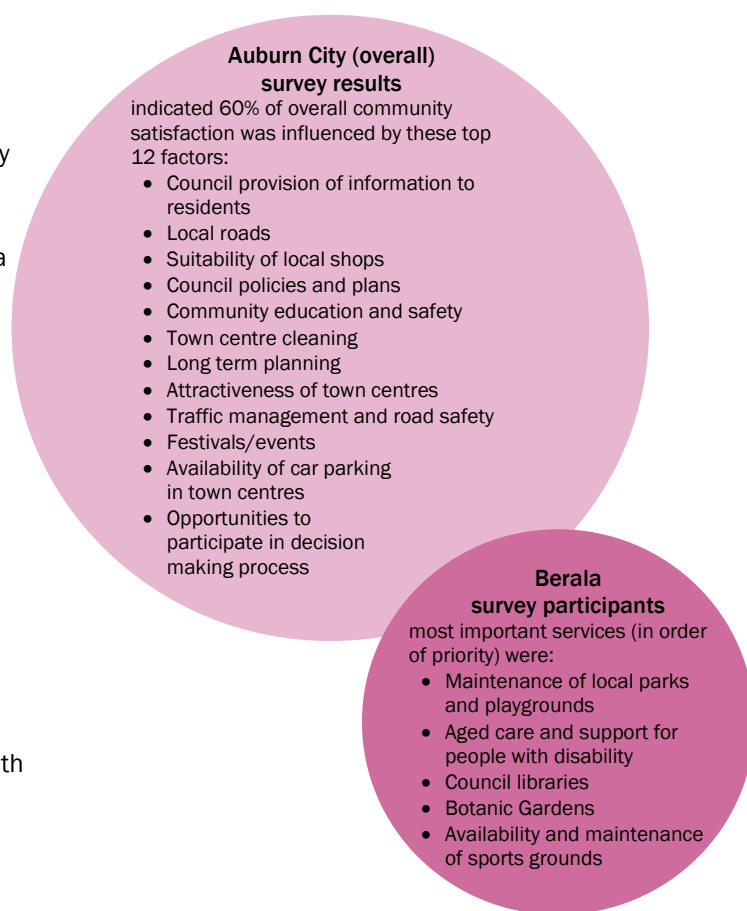 Auburn City (overall)
survey results
indicated 60% of overall community
satisfaction was influenced by these top
12 factors:
• Council provision of information to
residents
• Local roads
• Suitability of local shops
• Council policies and plans
• Community education and safety
• Town centre cleaning
• Long term planning
• Attractiveness of town centres
• Traffic management and road safety
• Festivals/events
• Availability of car parking
in town centres
• Opportunities to
participate in decision
making process
Berala
survey participants
most important services (in order
of priority) were:
• Maintenance of local parks
and playgrounds
• Aged care and support for
people with disability
• Council libraries
• Botanic Gardens
• Availability and maintenance
of sports grounds